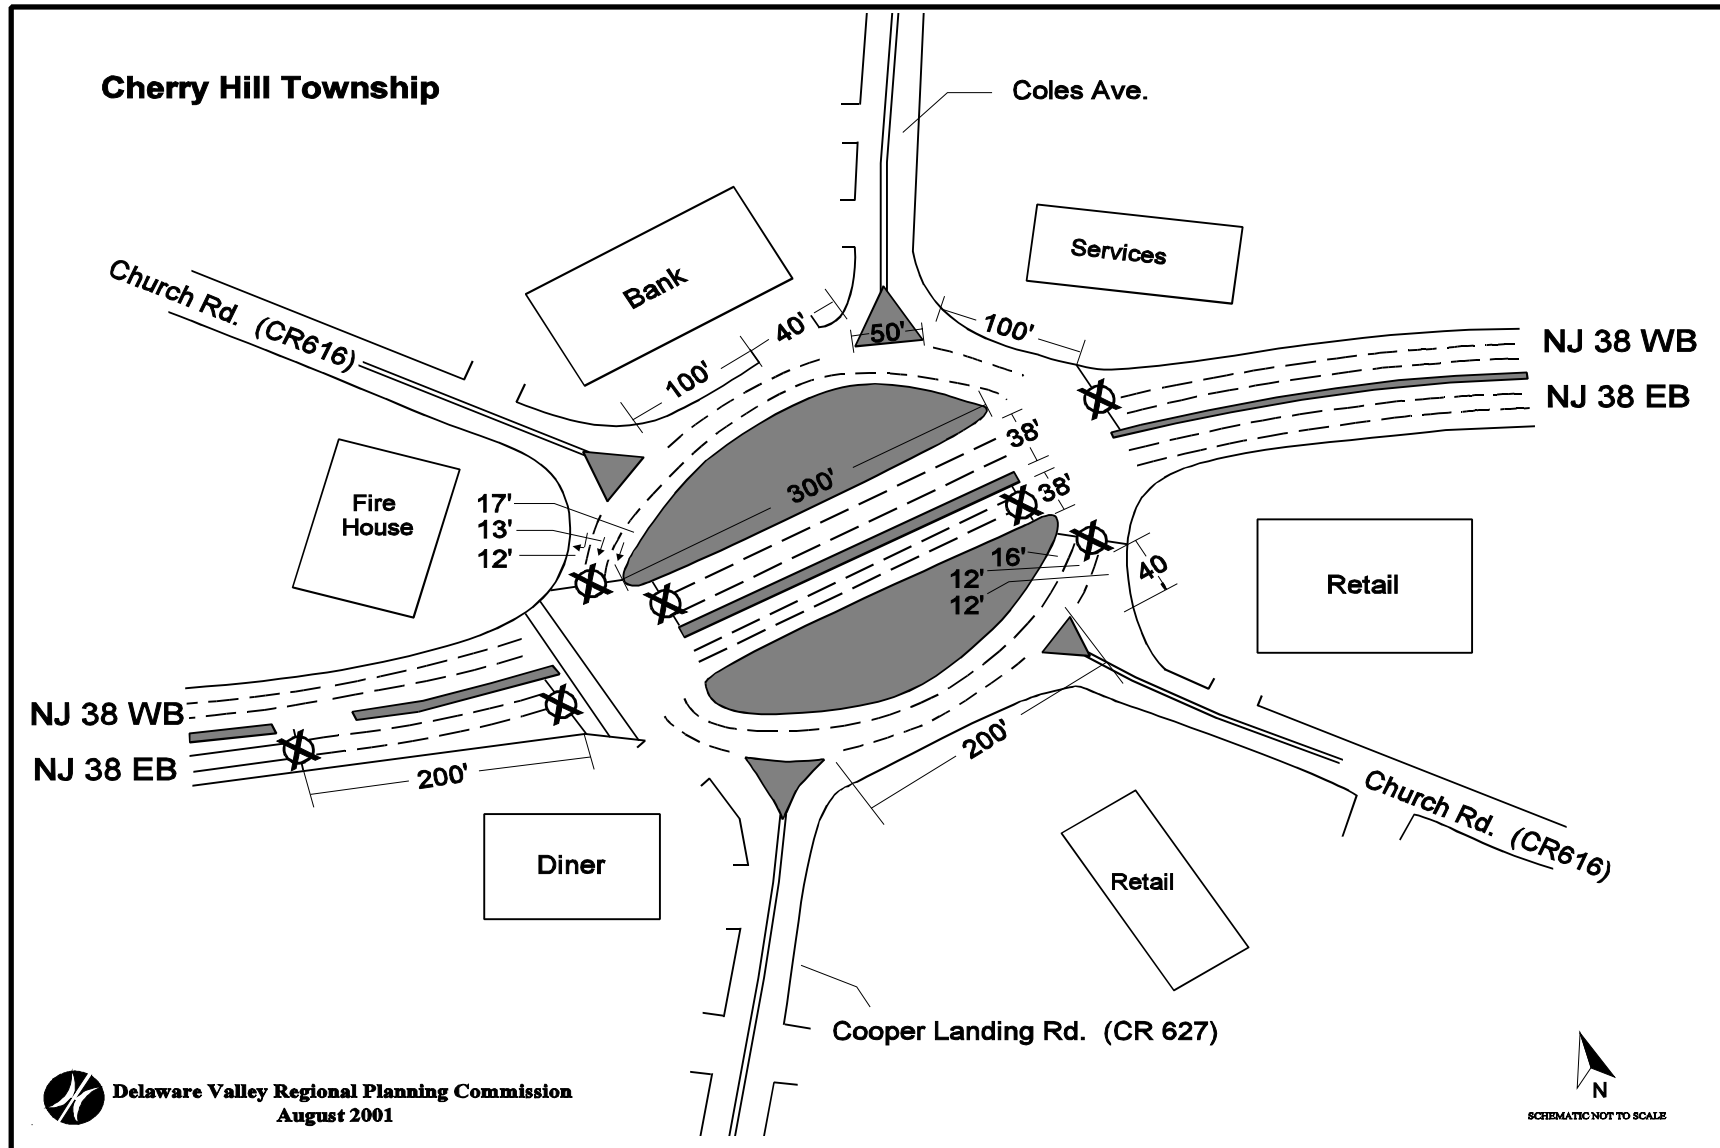 Cherry Hill Township
Coles Ave.
Services
Bank
Church Rd. (CR616)
40'
50'
100'
100'
NJ 38 WB
NJ 38 EB
38'
38'
300'
Fire
House
17'
13'
12'
16'
12'
12'
40
Retail
NJ 38 WB
NJ 38 EB
200'
200'
Church Rd. (CR616)
Diner
Retail
Cooper Landing Rd. (CR 627)
N
SCHEMATIC NOT TO SCALE
Delaware Valley Regional Planning Commission
August 2001